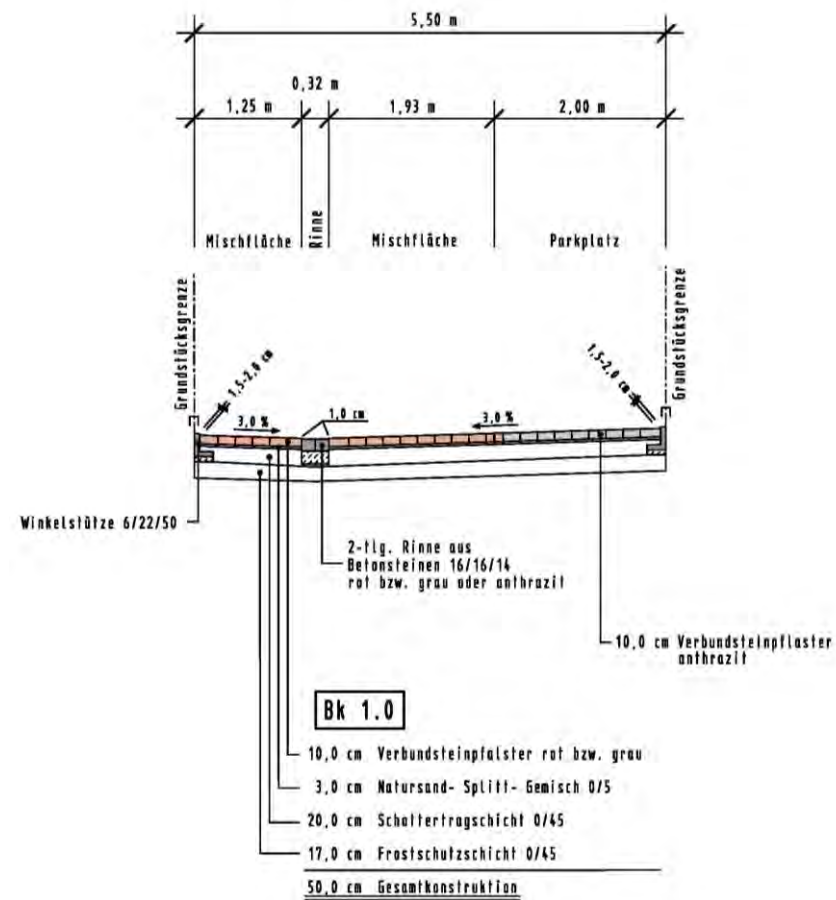 5,50 m
0,32 m
1,25 m
1,93 m
2,00 m
Mischfläche
Rinne
Mischfläche
Parkplatz
Grundstücksgrenze
Grundstücksgrenze
1,5-2,0 cm
1,5-2,0 cm
3,0 %
1,0 cm
3,0 %
Winkelstütze 6/22/50
2-tlg. Rinne aus
Betonsteinen 16/16/14
rot bzw. grau oder anthrazit
10,0 cm Verbundsteinpflaster
anthrazit
Bk 1.0
10,0 cm Verbundsteinpfalster rot bzw. grau
3,0 cm Natursand- Splitt- Gemisch 0/5
20,0 cm Schottertragschicht 0/45
17,0 cm Frostschutzschicht 0/45
50,0 cm Gesamtkonstruktion